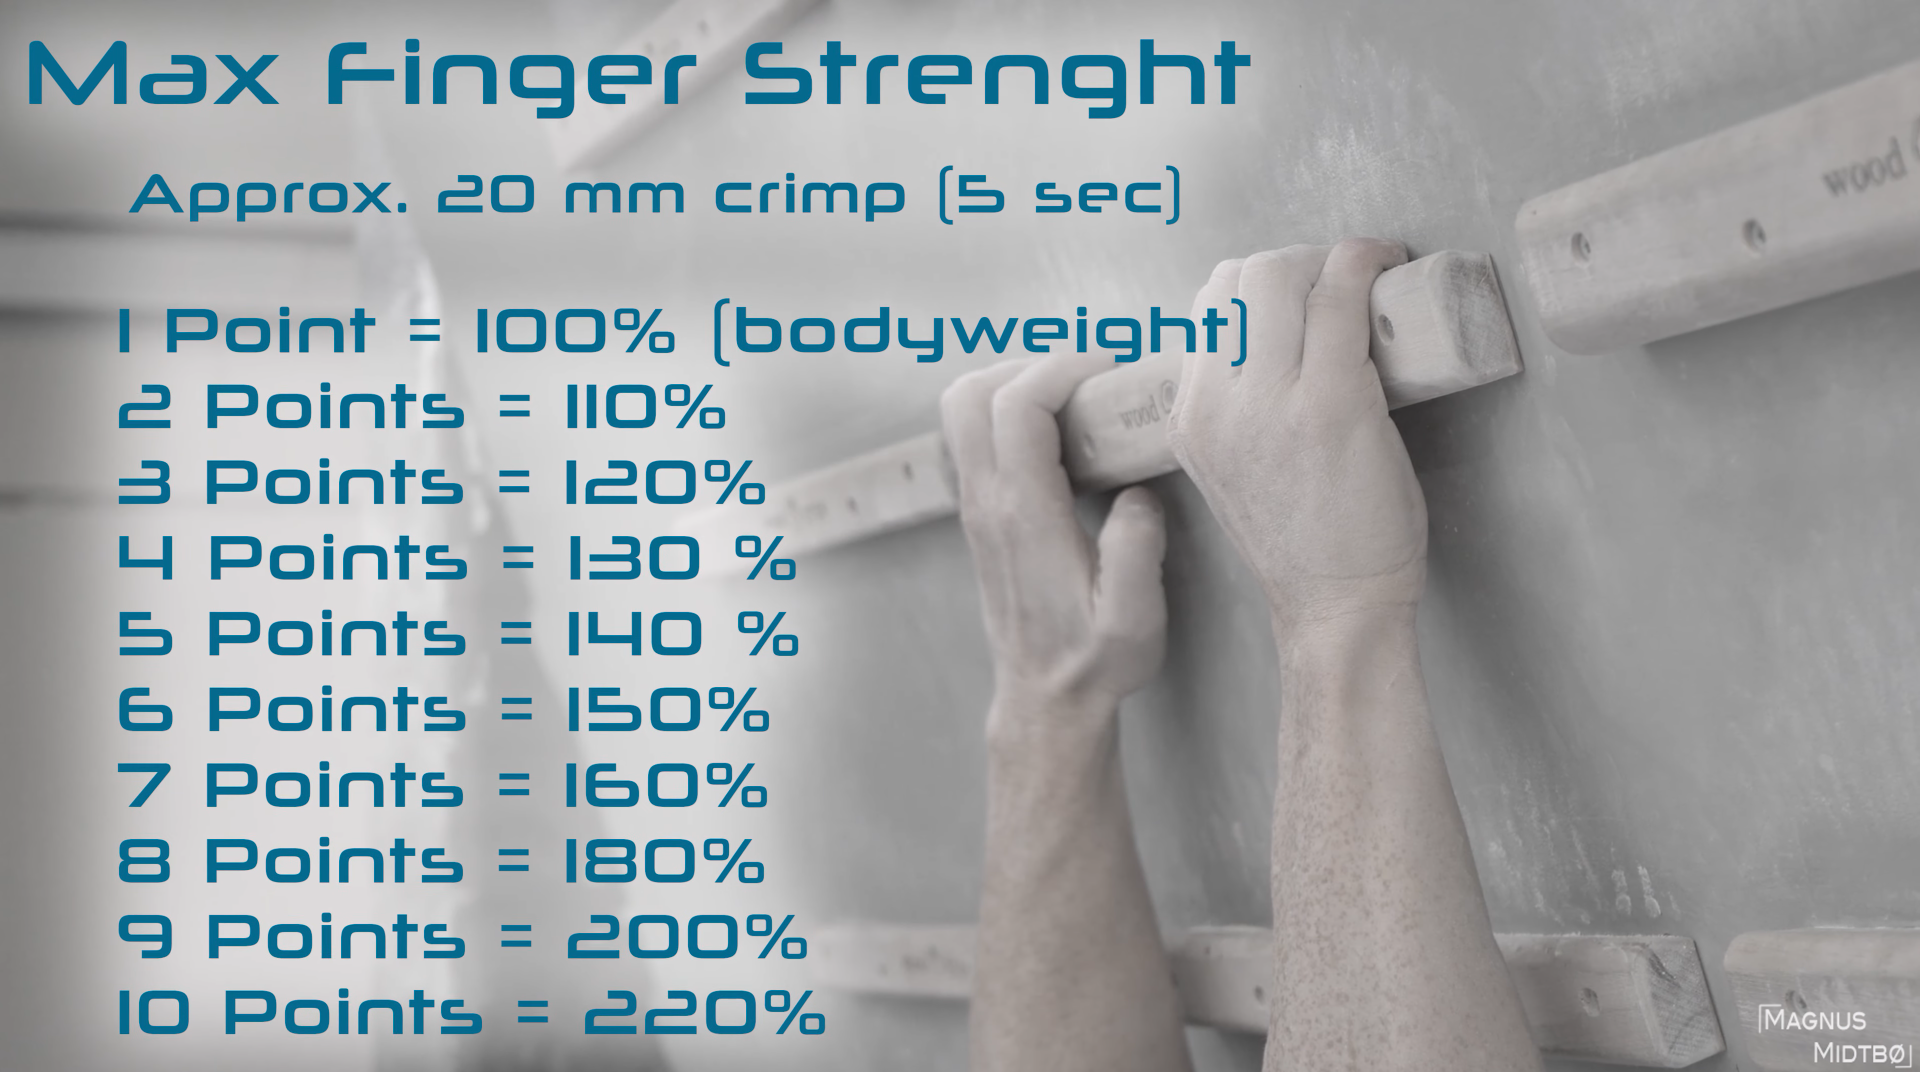 Max Finger Strenght
Approx. 20 mm crimp (5 sec)
1 Point = 100% (bodyweight)
2 Points = 110%
3 Points = 120%
4 Points = 130 %
5 Points = 140 %
6 Points = 150%
7 Points = 160%
8 Points = 180%
9 Points = 200%
10 Points = 220%
wood
wood
MAGNUS
MIDTBØ